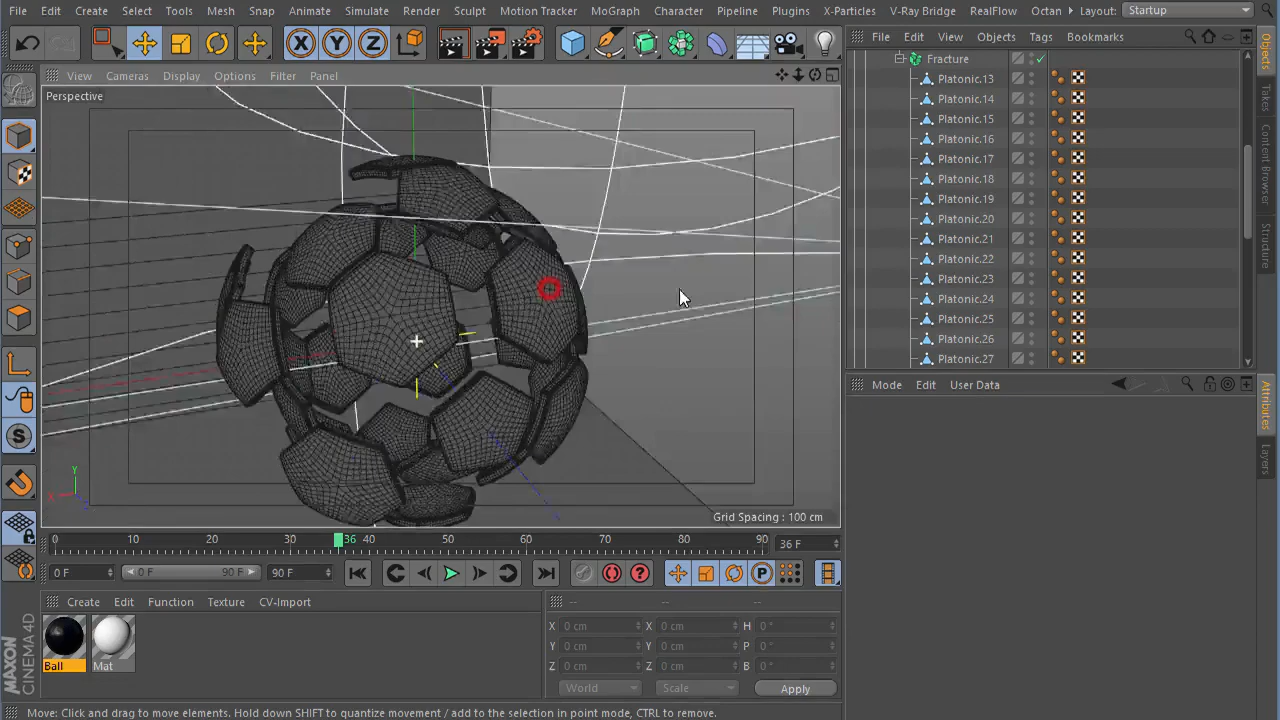 File Edit Create Select Tools Mesh Snap Animate Simulate Render Sculpt Motion Tracker MoGraph Character Pipeline Plugins X-Particles V-Ray Bridge RealFlow Octan Layout: Startup
X Y Z
File Edit View Objects Tags Bookmarks
View Cameras Display Options Filter Panel
Perspective
Fracture
Platonic.13
Platonic.14
Platonic.15
Platonic.16
Platonic.17
Platonic.18
Platonic.19
Platonic.20
Platonic.21
Platonic.22
Platonic.23
Platonic.24
Platonic.25
Platonic.26
Platonic.27
Objects
Takes
Content Browser
Structure
Mode Edit User Data
Attributes
Layers
S
Y
X
Z
Grid Spacing : 100 cm
0 10 20 30 36 40 50 60 70 80 90 36 F
0 F 0 F 90 F 90 F
P
Create Edit Function Texture CV-Import
-- -- --
Ball
Mat
X 0 cm X 0 cm H 0 °
Y 0 cm Y 0 cm P 0 °
Z 0 cm Z 0 cm B 0 °
World Scale Apply
MAXON
CINEMA 4D
Move: Click and drag to move elements. Hold down SHIFT to quantize movement / add to the selection in point mode, CTRL to remove.